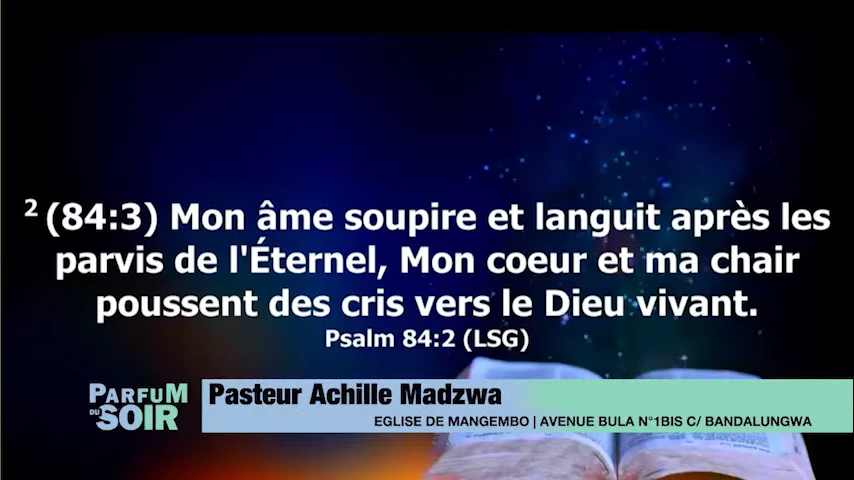 ² (84:3) Mon âme soupire et languit après les
parvis de l'Éternel, Mon coeur et ma chair
poussent des cris vers le Dieu vivant.
Psalm 84:2 (LSG)
PARFUM
DU
SOIR
Pasteur Achille Madzwa
EGLISE DE MANGEMBO | AVENUE BULA N°1BIS C/ BANDALUNGWA